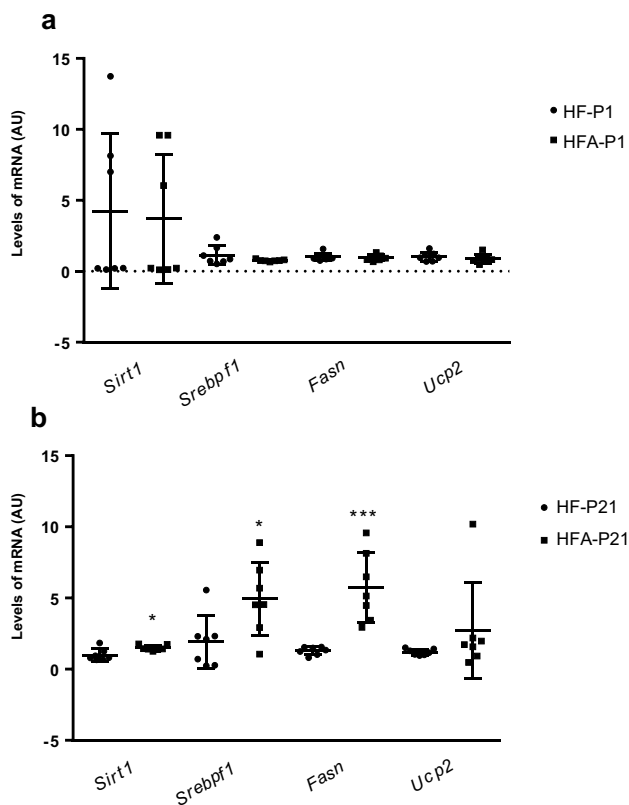 a
Levels of mRNA (AU)
15
10
5
0
-5
Sirt1
Srebpf1
Fasn
Ucp2
HF-P1
HFA-P1
b
Levels of mRNA (AU)
15
10
5
0
-5
*
*
***
Sirt1
Srebpf1
Fasn
Ucp2
HF-P21
HFA-P21